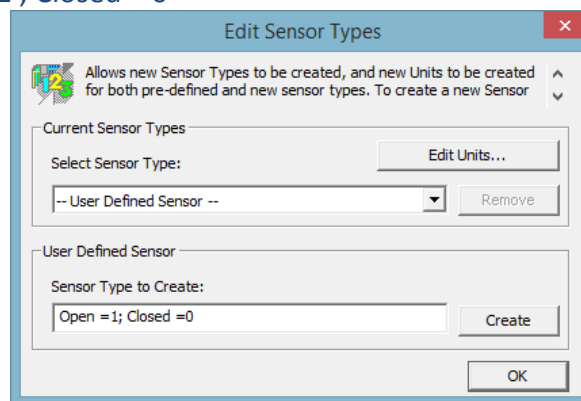 Edit Sensor Types
Allows new Sensor Types to be created, and new Units to be created
for both pre-defined and new sensor types. To create a new Sensor
Current Sensor Types
Edit Units...
Select Sensor Type:
-- User Defined Sensor --
Remove
User Defined Sensor
Sensor Type to Create:
Open =1; Closed =0
Create
OK